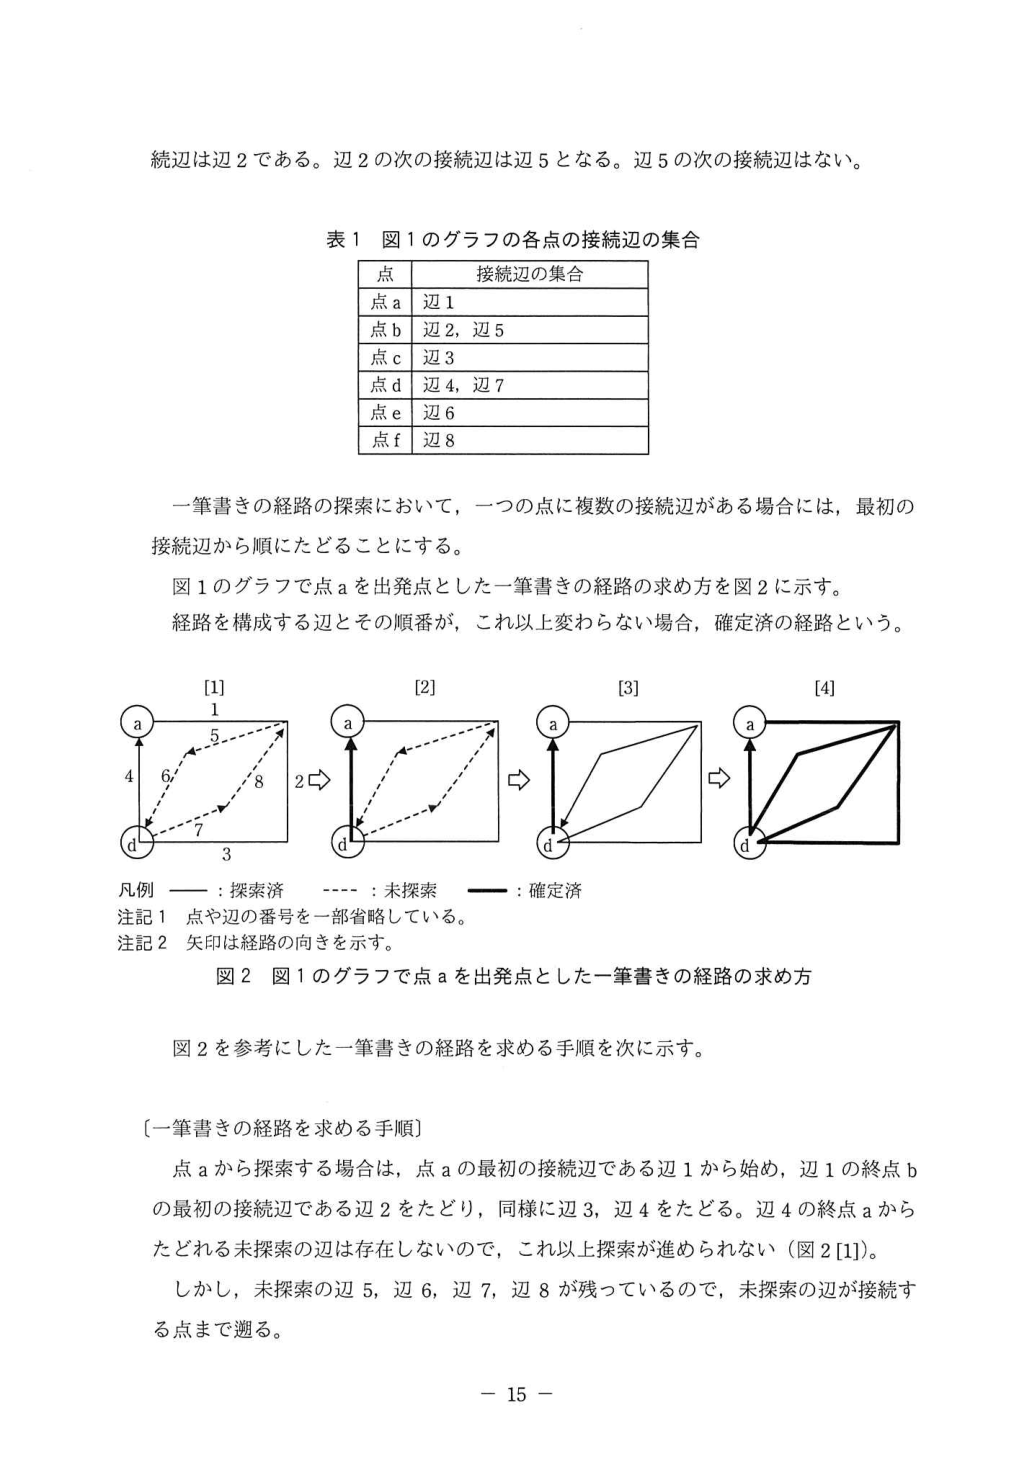 続辺は辺2である。辺2の次の接続辺は辺5となる。辺5の次の接続辺はない。
表1　図1のグラフの各点の接続辺の集合
点　接続辺の集合
点a　辺1
点b　辺2，辺5
点c　辺3
点d　辺4，辺7
点e　辺6
点f　辺8
一筆書きの経路の探索において，一つの点に複数の接続辺がある場合には，最初の
接続辺から順にたどることにする。
図1のグラフで点aを出発点とした一筆書きの経路の求め方を図2に示す。
経路を構成する辺とその順番が，これ以上変わらない場合，確定済の経路という。
[1]　[2]　[3]　[4]
1
a　a　a　a
5
4　6　8　2
7
d　d　d　d
3
凡例　──：探索済　----：未探索　━━：確定済
注記1　点や辺の番号を一部省略している。
注記2　矢印は経路の向きを示す。
図2　図1のグラフで点aを出発点とした一筆書きの経路の求め方
図2を参考にした一筆書きの経路を求める手順を次に示す。
〔一筆書きの経路を求める手順〕
点aから探索する場合は，点aの最初の接続辺である辺1から始め，辺1の終点b
の最初の接続辺である辺2をたどり，同様に辺3，辺4をたどる。辺4の終点aから
たどれる未探索の辺は存在しないので，これ以上探索が進められない（図2[1]）。
しかし，未探索の辺5，辺6，辺7，辺8が残っているので，未探索の辺が接続す
る点まで遡る。
－ 15 －